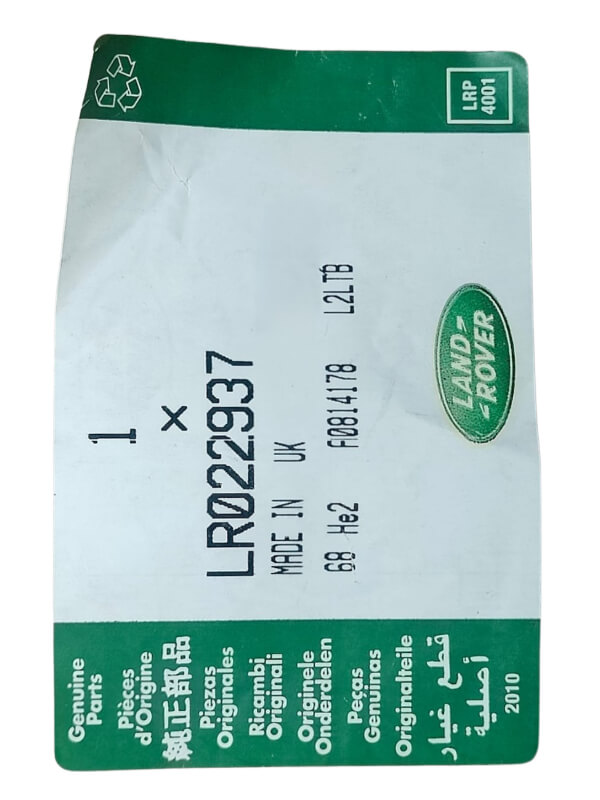 Genuine
Parts
Pièces
d'Origine
純正部品
Piezas
Originales
Ricambi
Originali
Originele
Onderdelen
Peças
Genuinas
Originalteile
قطع غيار
أصلية
2010
1
×
LR022937
MADE IN UK
68 He2 A0814178 L2LTB
LAND-
-ROVER
LRP
4001